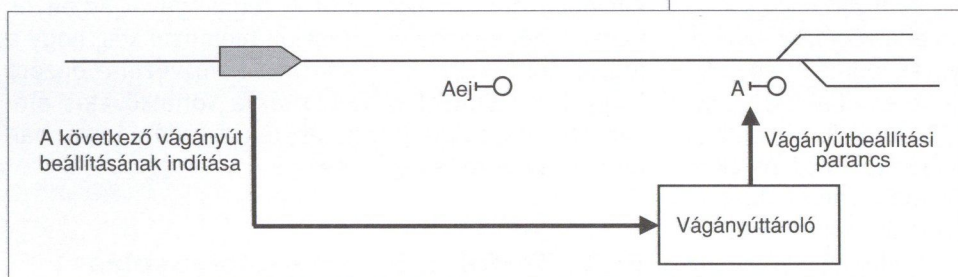 Aej
A
A következő vágányút
beállításának indítása
Vágányútbeállítási
parancs
Vágányúttároló